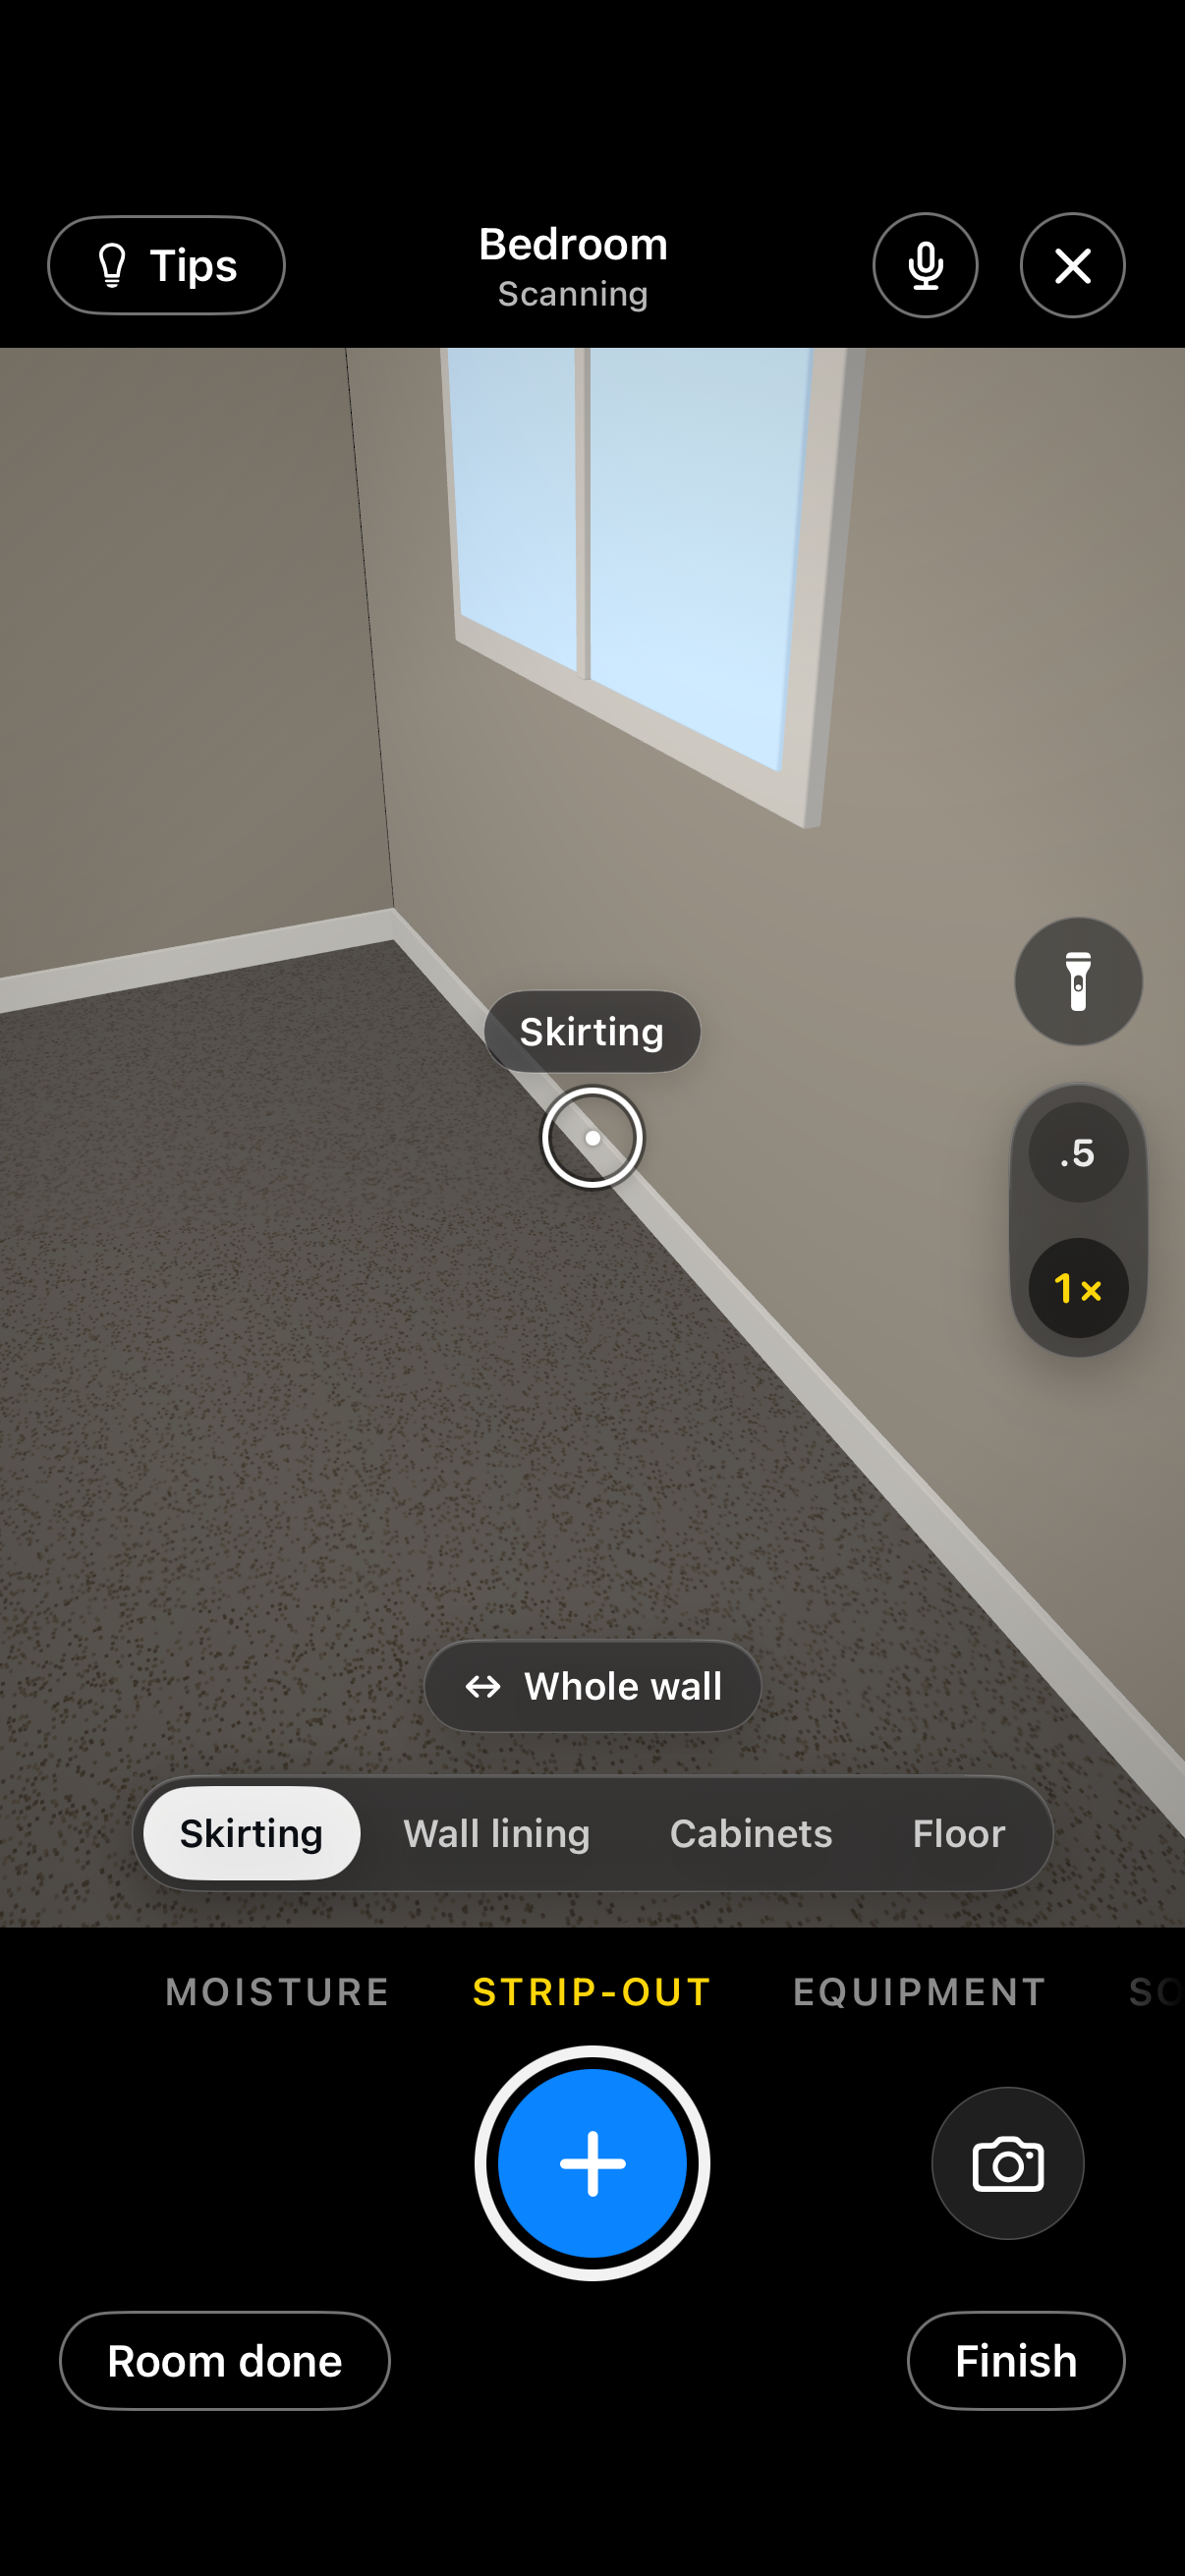 Tips
Bedroom
Scanning
Skirting
.5
1×
Whole wall
Skirting
Wall lining
Cabinets
Floor
MOISTURE
STRIP-OUT
EQUIPMENT
SO
Room done
Finish